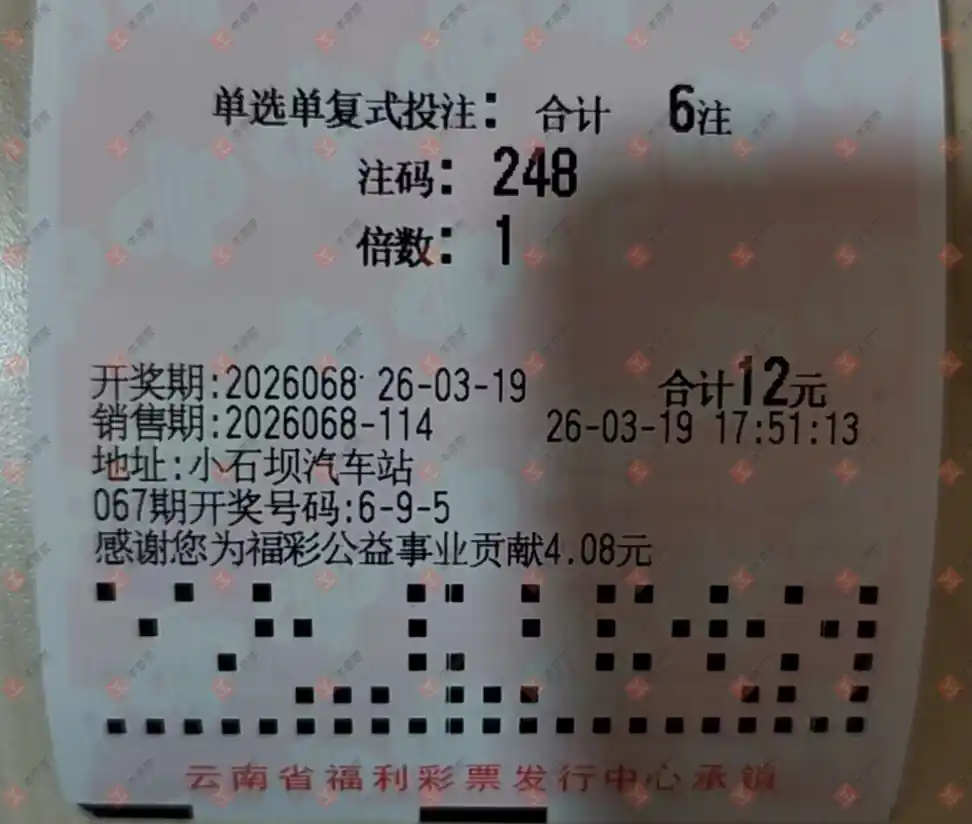 单选单复式投注: 合计 6注
注码: 248
倍数: 1
开奖期:2026068 26-03-19 合计12元
销售期:2026068-114 26-03-19 17:51:13
地址:小石坝汽车站
067期开奖号码:6-9-5
感谢您为福彩公益事业贡献4.08元
云南省福利彩票发行中心承销